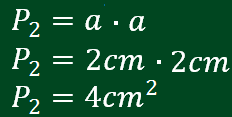 P₂ = a · a
P₂ = 2cm · 2cm
P₂ = 4cm²